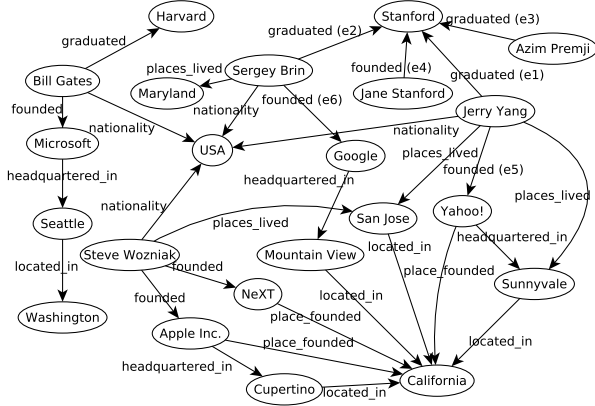 Harvard
Stanford
graduated (e3)
graduated (e2)
graduated
Azim Premji
places_lived
Sergey Brin
founded (e4)
graduated (e1)
Bill Gates
Maryland
Jane Stanford
founded
nationality
founded (e6)
Jerry Yang
nationality
nationality
Microsoft
USA
Google
places_lived
founded (e5)
headquartered_in
headquartered_in
places_lived
nationality
San Jose
Yahoo!
Seattle
places_lived
located_in
headquartered_in
Steve Wozniak
Mountain View
located_in
founded
place_founded
Sunnyvale
founded
NeXT
located_in
Washington
place_founded
Apple Inc.
place_founded
located_in
headquartered_in
California
Cupertino
located_in